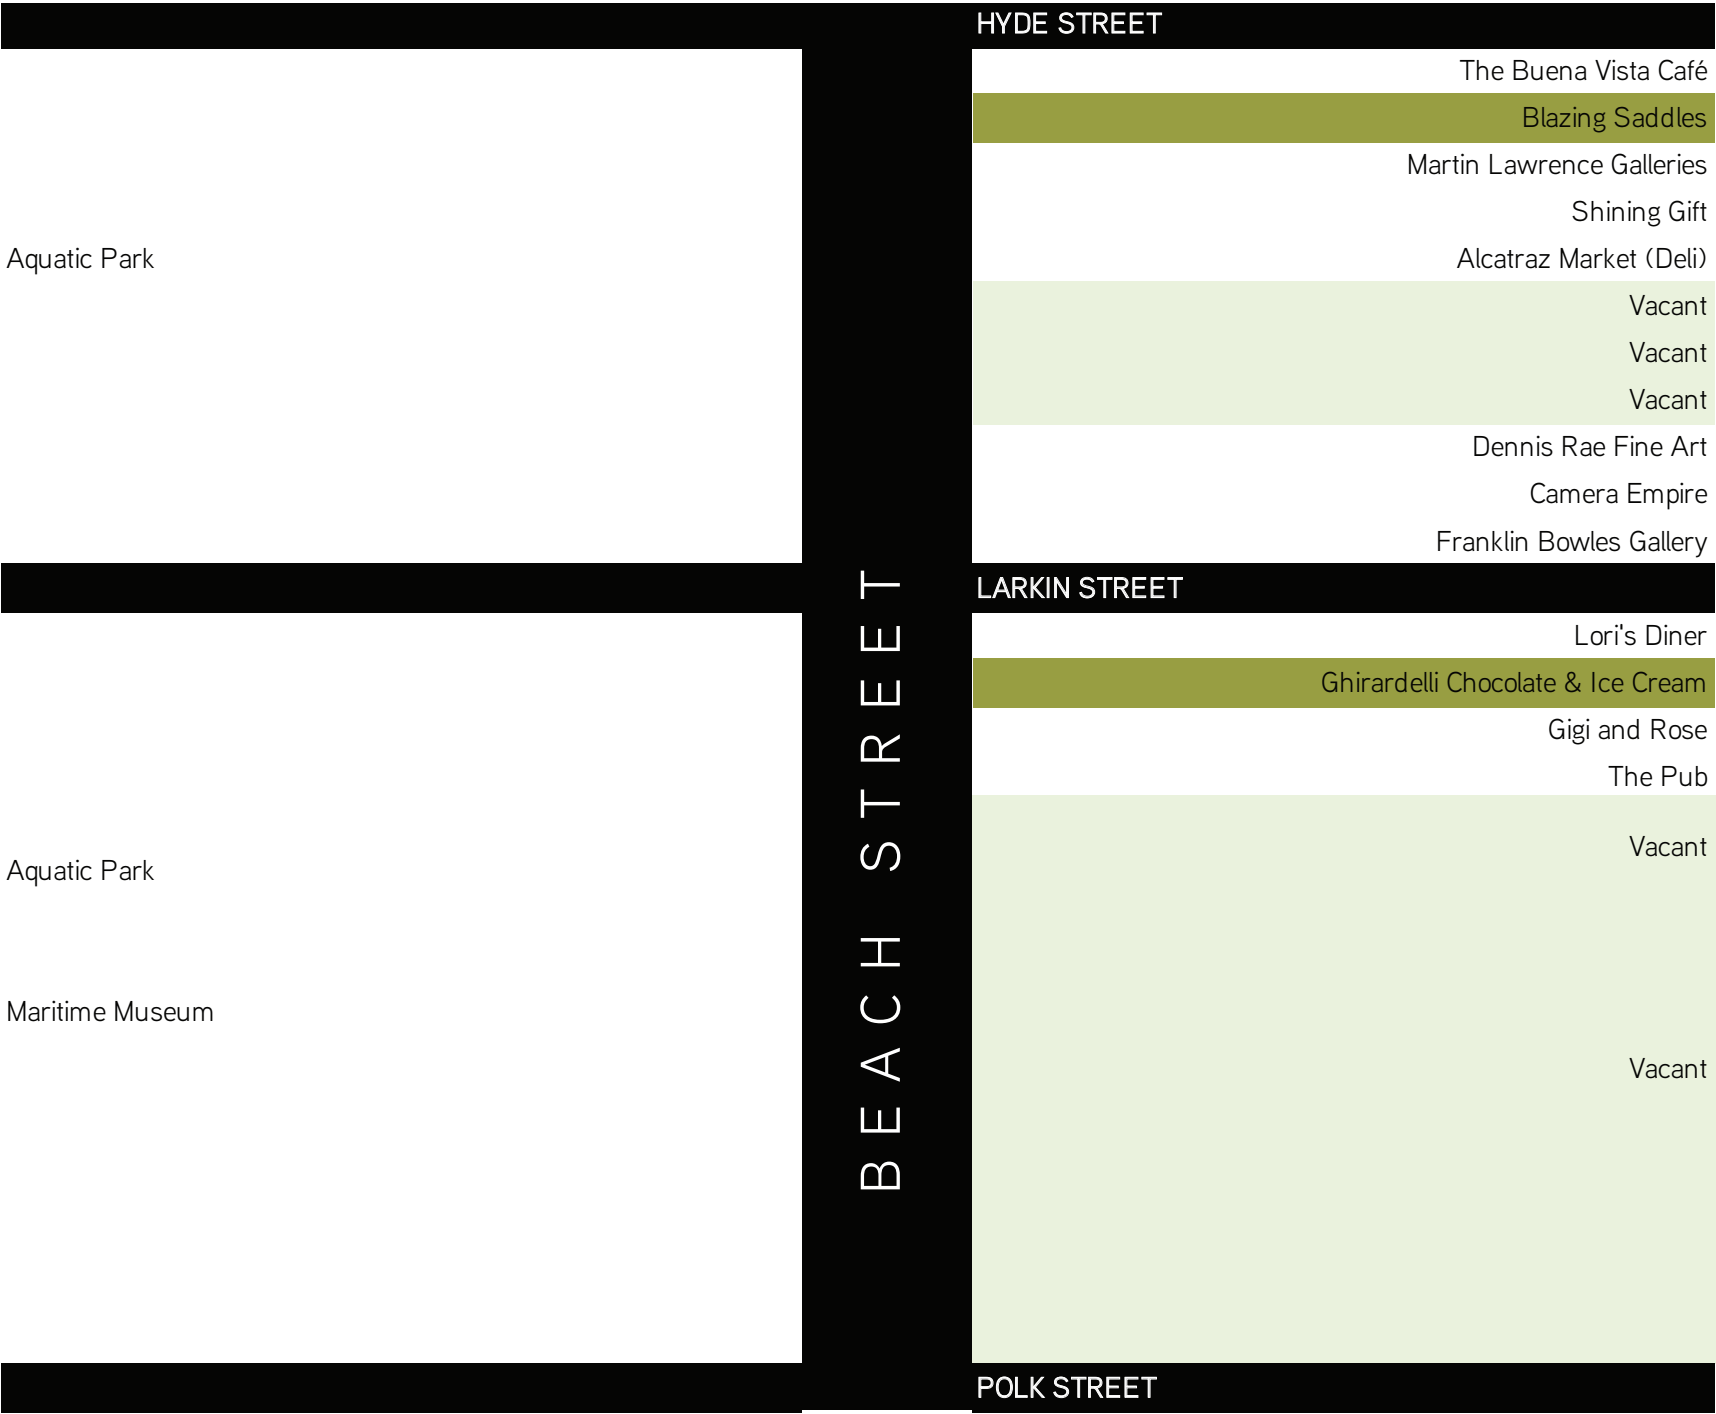 HYDE STREET
The Buena Vista Café
Blazing Saddles
Martin Lawrence Galleries
Shining Gift
Aquatic Park
Alcatraz Market (Deli)
Vacant
Vacant
Vacant
Dennis Rae Fine Art
Camera Empire
Franklin Bowles Gallery
LARKIN STREET
BEACH STREET
Lori's Diner
Ghirardelli Chocolate & Ice Cream
Gigi and Rose
The Pub
Vacant
Aquatic Park
Maritime Museum
Vacant
POLK STREET